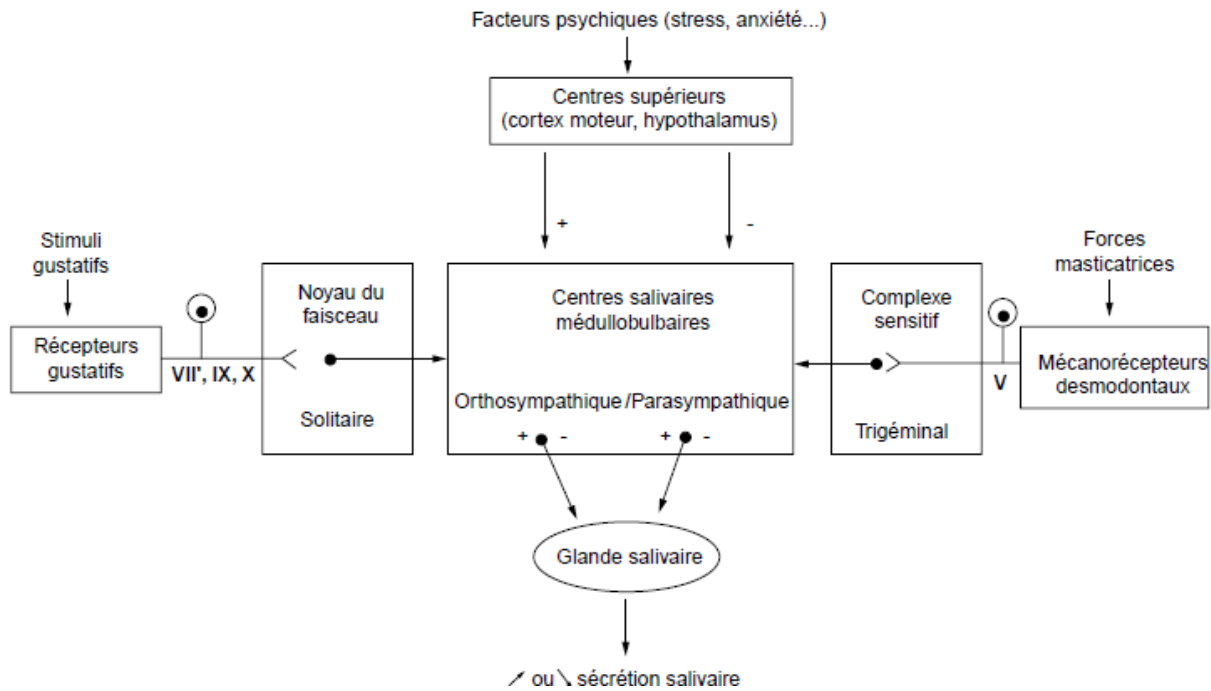 Facteurs psychiques (stress, anxiété...)
Centres supérieurs
(cortex moteur, hypothalamus)
+
-
Stimuli
gustatifs
Récepteurs
gustatifs
VII', IX, X
Noyau du
faisceau
Solitaire
Centres salivaires
médullobulbaires
Orthosympathique/Parasympathique
+ - + -
Complexe
sensitif
Trigéminal
V
Forces
masticatrices
Mécanorécepteurs
desmodontaux
Glande salivaire
↗ ou ↘ sécrétion salivaire